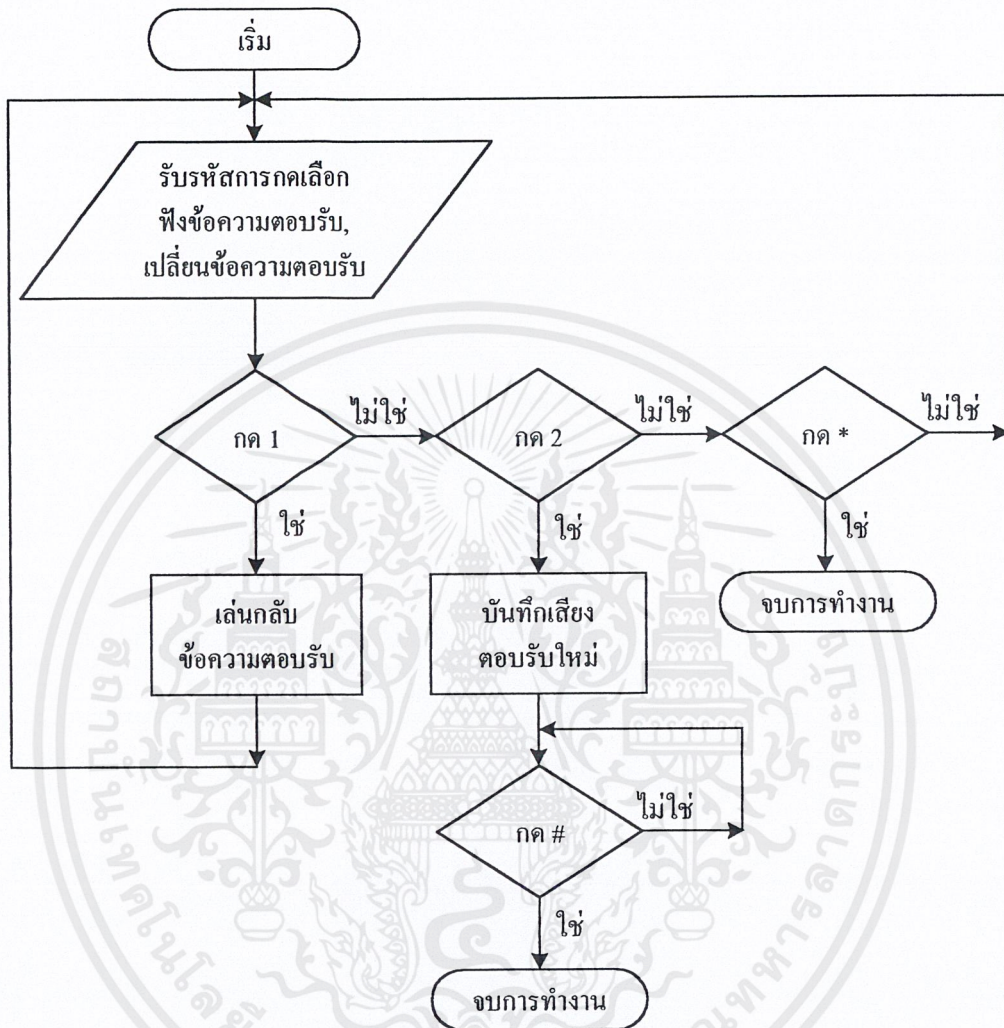 เริ่ม
รับรหัสการกดเลือก
ฟังข้อความตอบรับ,
เปลี่ยนข้อความตอบรับ
กด 1
ไม่ใช่
กด 2
ไม่ใช่
กด *
ไม่ใช่
ใช่
ใช่
ใช่
เล่นกลับ
ข้อความตอบรับ
บันทึกเสียง
ตอบรับใหม่
จบการทำงาน
กด #
ไม่ใช่
ใช่
จบการทำงาน